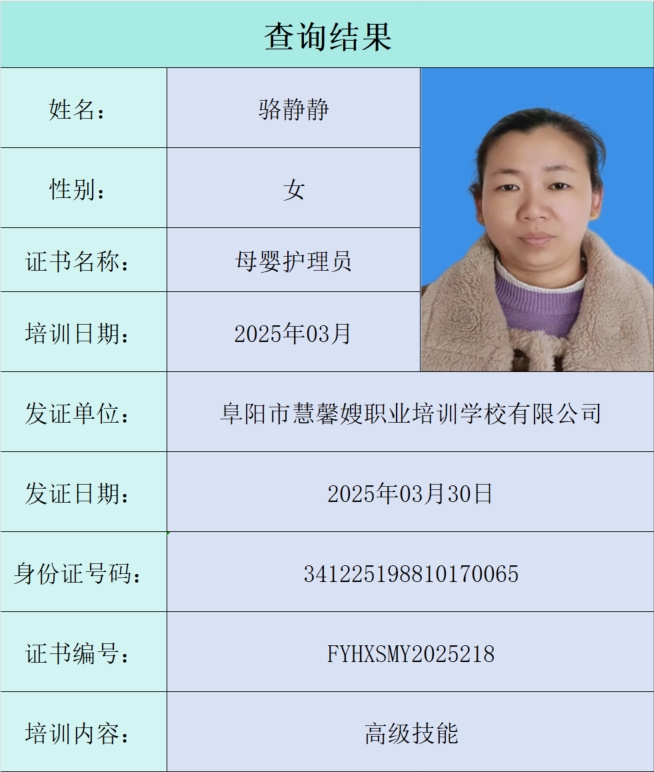 查询结果
姓名： 骆静静
性别： 女
证书名称： 母婴护理员
培训日期： 2025年03月
发证单位： 阜阳市慧馨嫂职业培训学校有限公司
发证日期： 2025年03月30日
身份证号码： 341225198810170065
证书编号： FYHXSMY2025218
培训内容： 高级技能